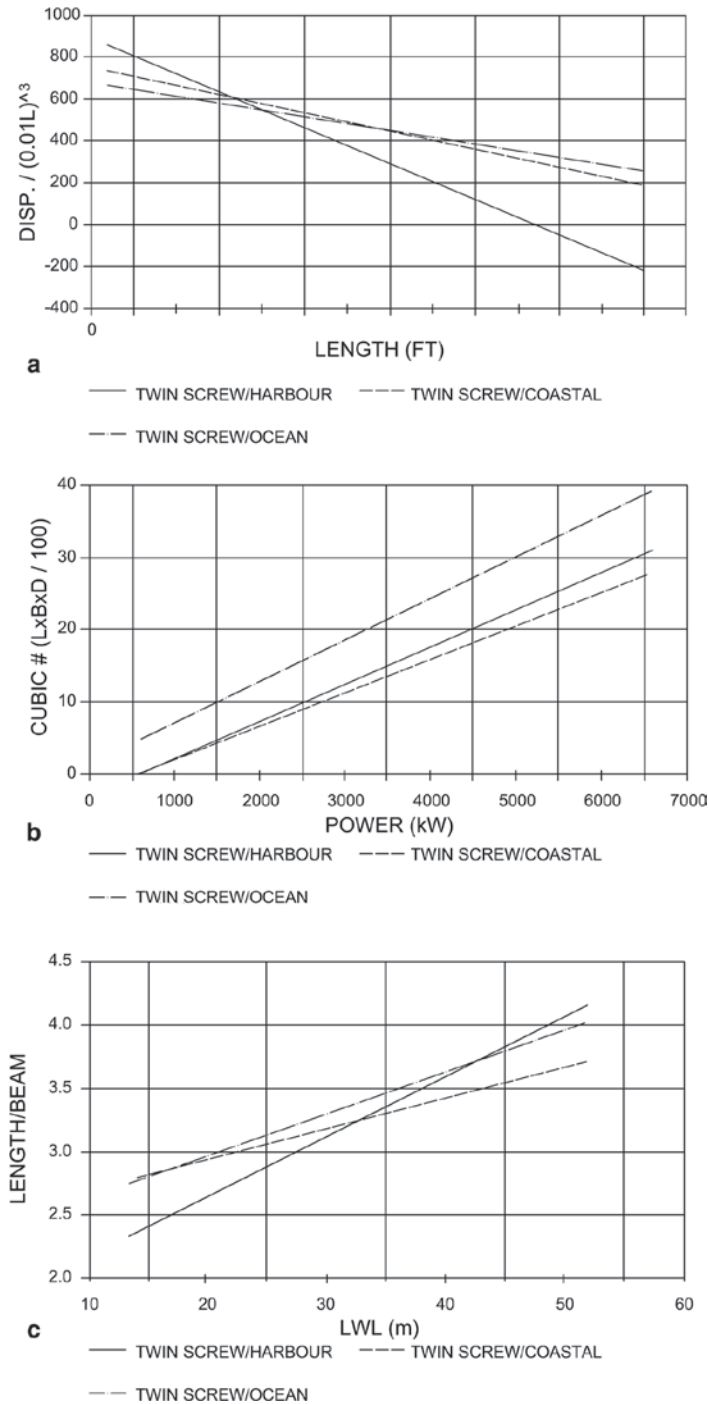 1000
800
600
400
200
0
-200
-400
DISP. / (0.01L)^3
0
LENGTH (FT)
a
TWIN SCREW/HARBOUR TWIN SCREW/COASTAL
TWIN SCREW/OCEAN
40
30
20
10
0
CUBIC # (LxBxD / 100)
0 1000 2000 3000 4000 5000 6000 7000
POWER (kW)
b
TWIN SCREW/HARBOUR TWIN SCREW/COASTAL
TWIN SCREW/OCEAN
4.5
4.0
3.5
3.0
2.5
2.0
LENGTH/BEAM
10 20 30 40 50 60
LWL (m)
c
TWIN SCREW/HARBOUR TWIN SCREW/COASTAL
TWIN SCREW/OCEAN